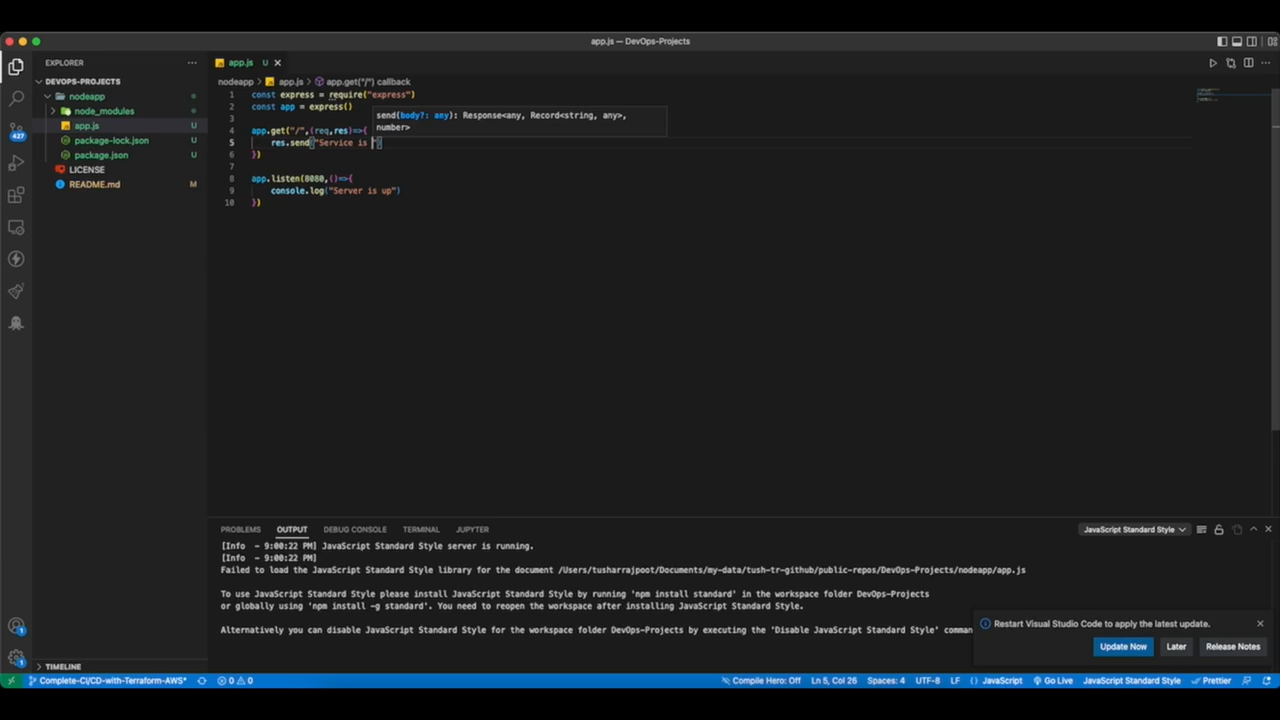 app.js — DevOps-Projects
EXPLORER
DEVOPS-PROJECTS
nodeapp
node_modules
app.js U
package-lock.json U
package.json U
LICENSE
README.md M
TIMELINE
427
1
1
app.js U
nodeapp > app.js > app.get("/") callback
1 const express = require("express")
2 const app = express()
3
4 app.get("/",(req,res)=>{
5 res.send("Service is ")
6 })
7
8 app.listen(8080,()=>{
9 console.log("Server is up")
10 })
send(body?: any): Response<any, Record<string, any>,
number>
PROBLEMS OUTPUT DEBUG CONSOLE TERMINAL JUPYTER
JavaScript Standard Style
[Info - 9:00:22 PM] JavaScript Standard Style server is running.
[Info - 9:00:22 PM]
Failed to load the JavaScript Standard Style library for the document /Users/tusharrajpoot/Documents/my-data/tush-tr-github/public-repos/DevOps-Projects/nodeapp/app.js
To use JavaScript Standard Style please install JavaScript Standard Style by running 'npm install standard' in the workspace folder DevOps-Projects
or globally using 'npm install -g standard'. You need to reopen the workspace after installing JavaScript Standard Style.
Alternatively you can disable JavaScript Standard Style for the workspace folder DevOps-Projects by executing the 'Disable JavaScript Standard Style' comman
Restart Visual Studio Code to apply the latest update.
Update Now Later Release Notes
Complete-CI/CD-with-Terraform-AWS* 0 0 Compile Hero: Off Ln 5, Col 26 Spaces: 4 UTF-8 LF {} JavaScript Go Live JavaScript Standard Style Prettier